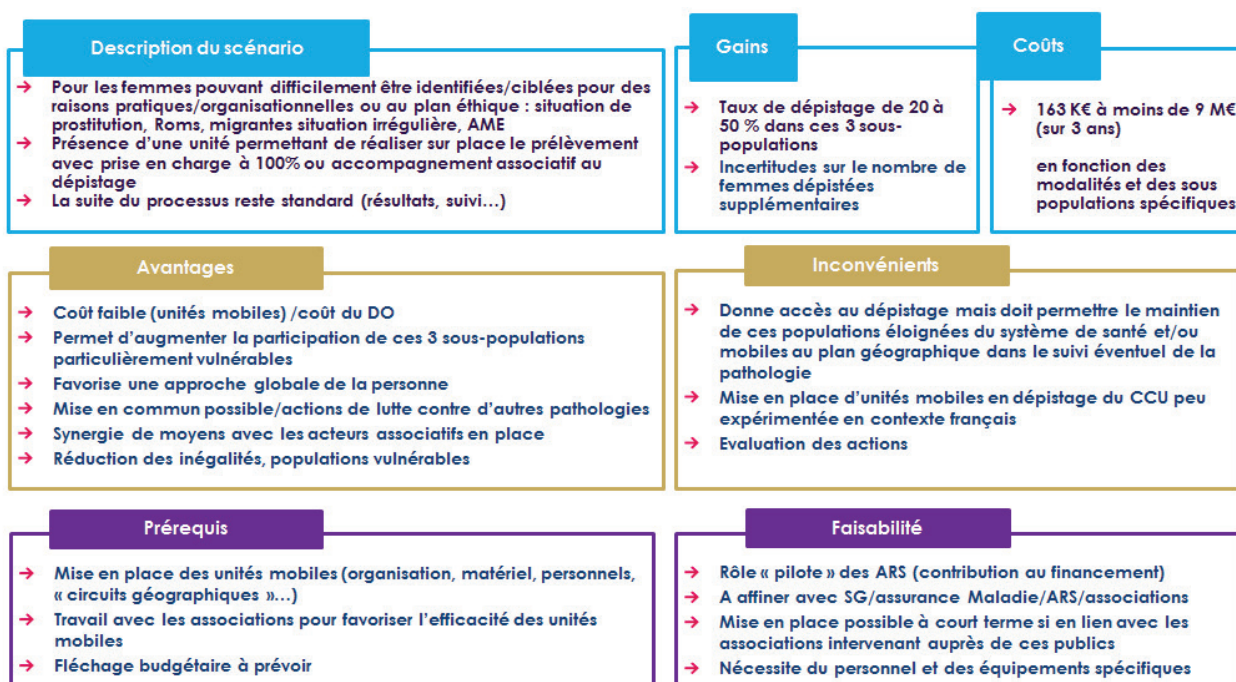 Description du scénario
→ Pour les femmes pouvant difficilement être identifiées/ciblées pour des
raisons pratiques/organisationnelles ou au plan éthique : situation de
prostitution, Roms, migrantes situation irrégulière, AME
→ Présence d'une unité permettant de réaliser sur place le prélèvement
avec prise en charge à 100% ou accompagnement associatif au
dépistage
→ La suite du processus reste standard (résultats, suivi…)
Gains
→ Taux de dépistage de 20 à
50 % dans ces 3 sous-
populations
→ Incertitudes sur le nombre de
femmes dépistées
supplémentaires
Coûts
→ 163 K€ à moins de 9 M€
(sur 3 ans)
en fonction des
modalités et des sous
populations spécifiques
Avantages
→ Coût faible (unités mobiles) /coût du DO
→ Permet d'augmenter la participation de ces 3 sous-populations
particulièrement vulnérables
→ Favorise une approche globale de la personne
→ Mise en commun possible/actions de lutte contre d'autres pathologies
→ Synergie de moyens avec les acteurs associatifs en place
→ Réduction des inégalités, populations vulnérables
Inconvénients
→ Donne accès au dépistage mais doit permettre le maintien
de ces populations éloignées du système de santé et/ou
mobiles au plan géographique dans le suivi éventuel de la
pathologie
→ Mise en place d'unités mobiles en dépistage du CCU peu
expérimentée en contexte français
→ Evaluation des actions
Prérequis
→ Mise en place des unités mobiles (organisation, matériel, personnels,
« circuits géographiques »…)
→ Travail avec les associations pour favoriser l'efficacité des unités
mobiles
→ Fléchage budgétaire à prévoir
Faisabilité
→ Rôle « pilote » des ARS (contribution au financement)
→ A affiner avec SG/assurance Maladie/ARS/associations
→ Mise en place possible à court terme si en lien avec les
associations intervenant auprès de ces publics
→ Nécessite du personnel et des équipements spécifiques